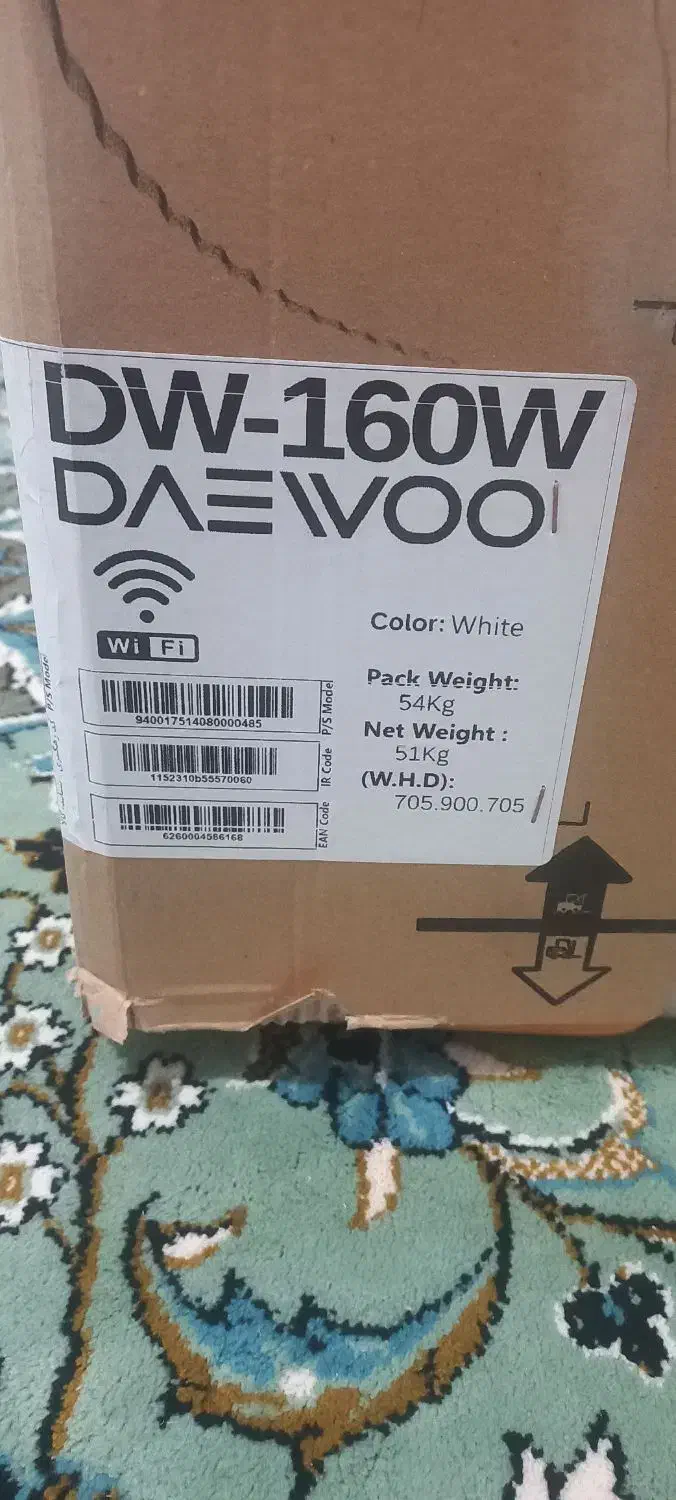 DW-160W
DAEWOO
Wi Fi
Color: White
Pack Weight:
54Kg
Net Weight :
51Kg
(W.H.D):
705.900.705
940017514080000485
P/S Model
1152310b55570060
IR Code
6260004586168
EAN Code
P/S Model